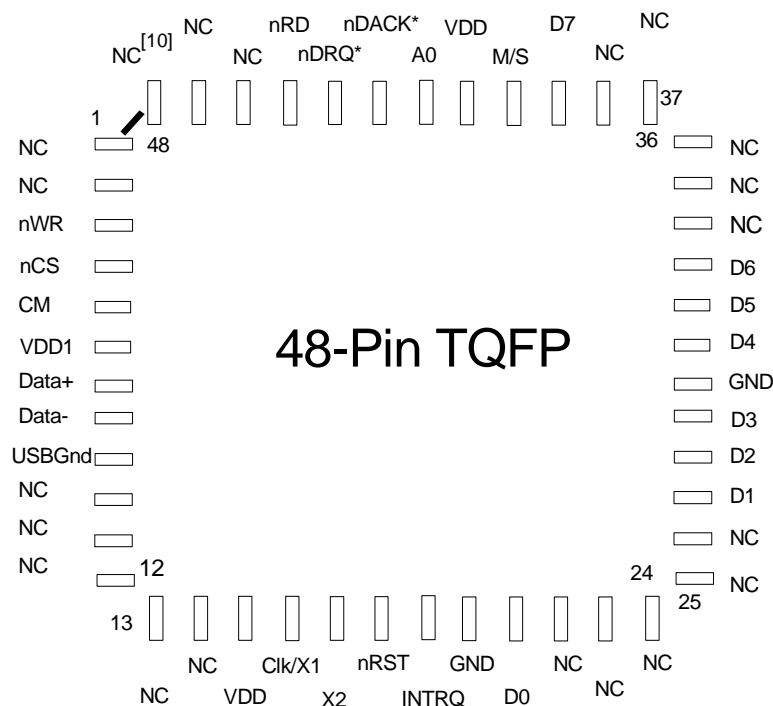 NC[10] NC NC nRD nDRQ* nDACK* A0 VDD M/S D7 NC NC
1 48 36 37
NC NC
NC NC
nWR NC
nCS D6
CM D5
VDD1 D4
48-Pin TQFP
Data+ GND
Data- D3
USBGnd D2
NC D1
NC NC
NC 12 24 NC
13 25
NC NC VDD Clk/X1 X2 nRST INTRQ GND D0 NC NC NC